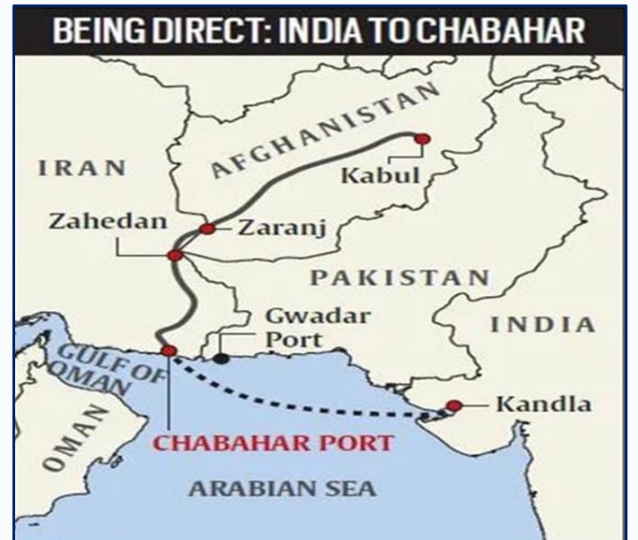 BEING DIRECT: INDIA TO CHABAHAR
AFGHANISTAN
IRAN
Kabul
Zahedan
Zaranj
PAKISTAN
Gwadar
Port
INDIA
GULF OF
OMAN
Kandla
OMAN
CHABAHAR PORT
ARABIAN SEA